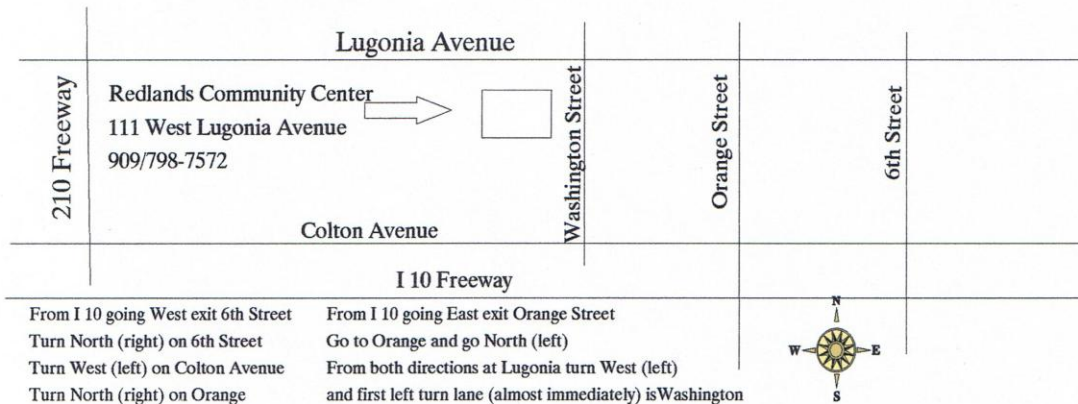 Lugonia Avenue
210 Freeway
Redlands Community Center
111 West Lugonia Avenue
909/798-7572
Washington Street
Orange Street
6th Street
Colton Avenue
I 10 Freeway
From I 10 going West exit 6th Street
Turn North (right) on 6th Street
Turn West (left) on Colton Avenue
Turn North (right) on Orange
From I 10 going East exit Orange Street
Go to Orange and go North (left)
From both directions at Lugonia turn West (left)
and first left turn lane (almost immediately) isWashington
N
W
E
S